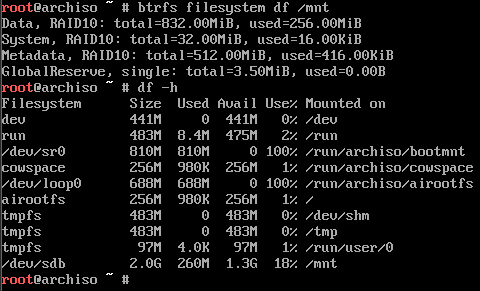 root@archiso ~ # btrfs filesystem df /mnt
Data, RAID10: total=832.00MiB, used=256.00MiB
System, RAID10: total=32.00MiB, used=16.00KiB
Metadata, RAID10: total=512.00MiB, used=416.00KiB
GlobalReserve, single: total=3.50MiB, used=0.00B
root@archiso ~ # df -h
Filesystem Size Used Avail Use% Mounted on
dev 441M 0 441M 0% /dev
run 483M 8.4M 475M 2% /run
/dev/sr0 810M 810M 0 100% /run/archiso/bootmnt
cowspace 256M 980K 256M 1% /run/archiso/cowspace
/dev/loop0 688M 688M 0 100% /run/archiso/airootfs
airootfs 256M 980K 256M 1% /
tmpfs 483M 0 483M 0% /dev/shm
tmpfs 483M 0 483M 0% /tmp
tmpfs 97M 4.0K 97M 1% /run/user/0
/dev/sdb 2.0G 260M 1.3G 18% /mnt
root@archiso ~ #